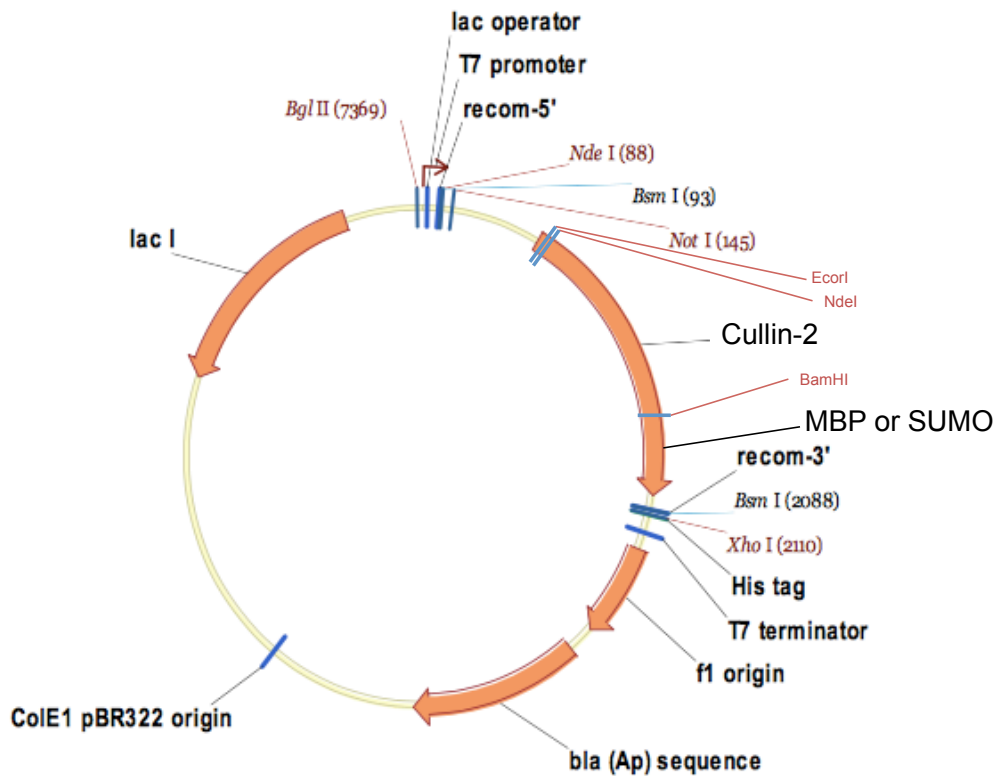 lac operator
T7 promoter
recom-5'
Bgl II (7369)
Nde I (88)
Bsm I (93)
Not I (145)
lac I
EcorI
NdeI
Cullin-2
BamHI
MBP or SUMO
recom-3'
Bsm I (2088)
Xho I (2110)
His tag
T7 terminator
f1 origin
ColE1 pBR322 origin
bla (Ap) sequence